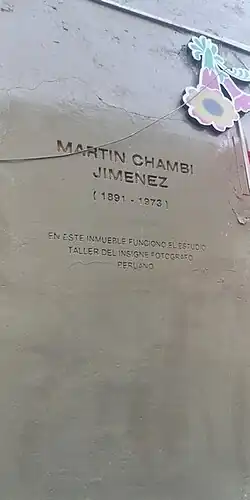 MARTIN CHAMBI
JIMENEZ
( 1891 - 1973 )
EN ESTE INMUEBLE FUNCIONO EL ESTUDIO
TALLER DEL INSIGNE FOTOGRAFO
PERUANO